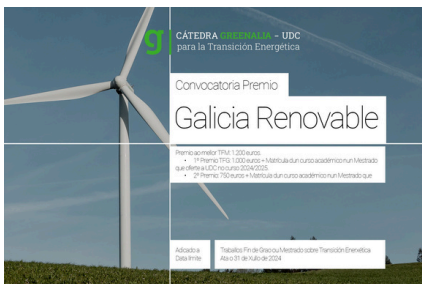 g
CÁTEDRA GREENALIA – UDC
para la Transición Energética
Convocatoria Premio
Galicia Renovable
Premio ao mellor TFM: 1.200 euros.
• 1º Premio TFG: 1.000 euros + Matrícula dun curso académico nun Mestrado
que oferte a UDC no curso 2024/2025.
• 2º Premio: 750 euros + Matrícula dun curso académico nun Mestrado que
Adicado a
Traballos Fin de Grao ou Mestrado sobre Transición Enerxética
Data límite
Ata o 31 de Xullo de 2024